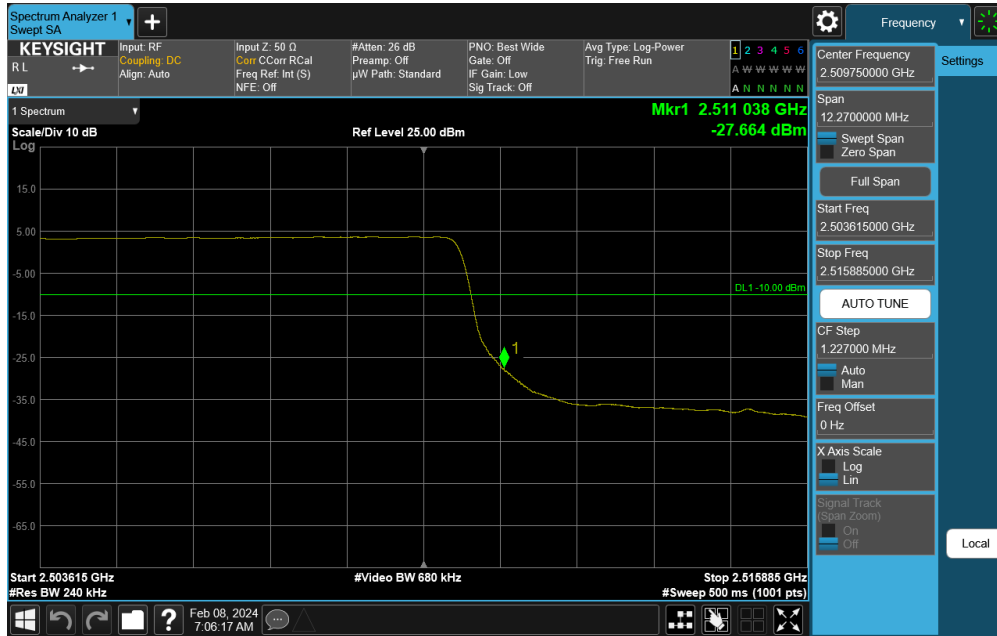 Spectrum Analyzer 1
Swept SA
+
Frequency
KEYSIGHT
R L
LXI
Input: RF
Coupling: DC
Align: Auto
Input Z: 50 Ω
Corr CCorr RCal
Freq Ref: Int (S)
NFE: Off
#Atten: 26 dB
Preamp: Off
µW Path: Standard
PNO: Best Wide
Gate: Off
IF Gain: Low
Sig Track: Off
Avg Type: Log-Power
Trig: Free Run
1 2 3 4 5 6
A W W W W W
A N N N N N
1 Spectrum
Scale/Div 10 dB
Log
Ref Level 25.00 dBm
Mkr1 2.511 038 GHz
-27.664 dBm
15.0
5.00
-5.00
-15.0
-25.0
-35.0
-45.0
-55.0
-65.0
DL1 -10.00 dBm
1
Start 2.503615 GHz
#Res BW 240 kHz
#Video BW 680 kHz
Stop 2.515885 GHz
#Sweep 500 ms (1001 pts)
?
Feb 08, 2024
7:06:17 AM
Center Frequency
2.509750000 GHz
Span
12.2700000 MHz
Swept Span
Zero Span
Full Span
Start Freq
2.503615000 GHz
Stop Freq
2.515885000 GHz
AUTO TUNE
CF Step
1.227000 MHz
Auto
Man
Freq Offset
0 Hz
X Axis Scale
Log
Lin
Signal Track
(Span Zoom)
On
Off
Settings
Local